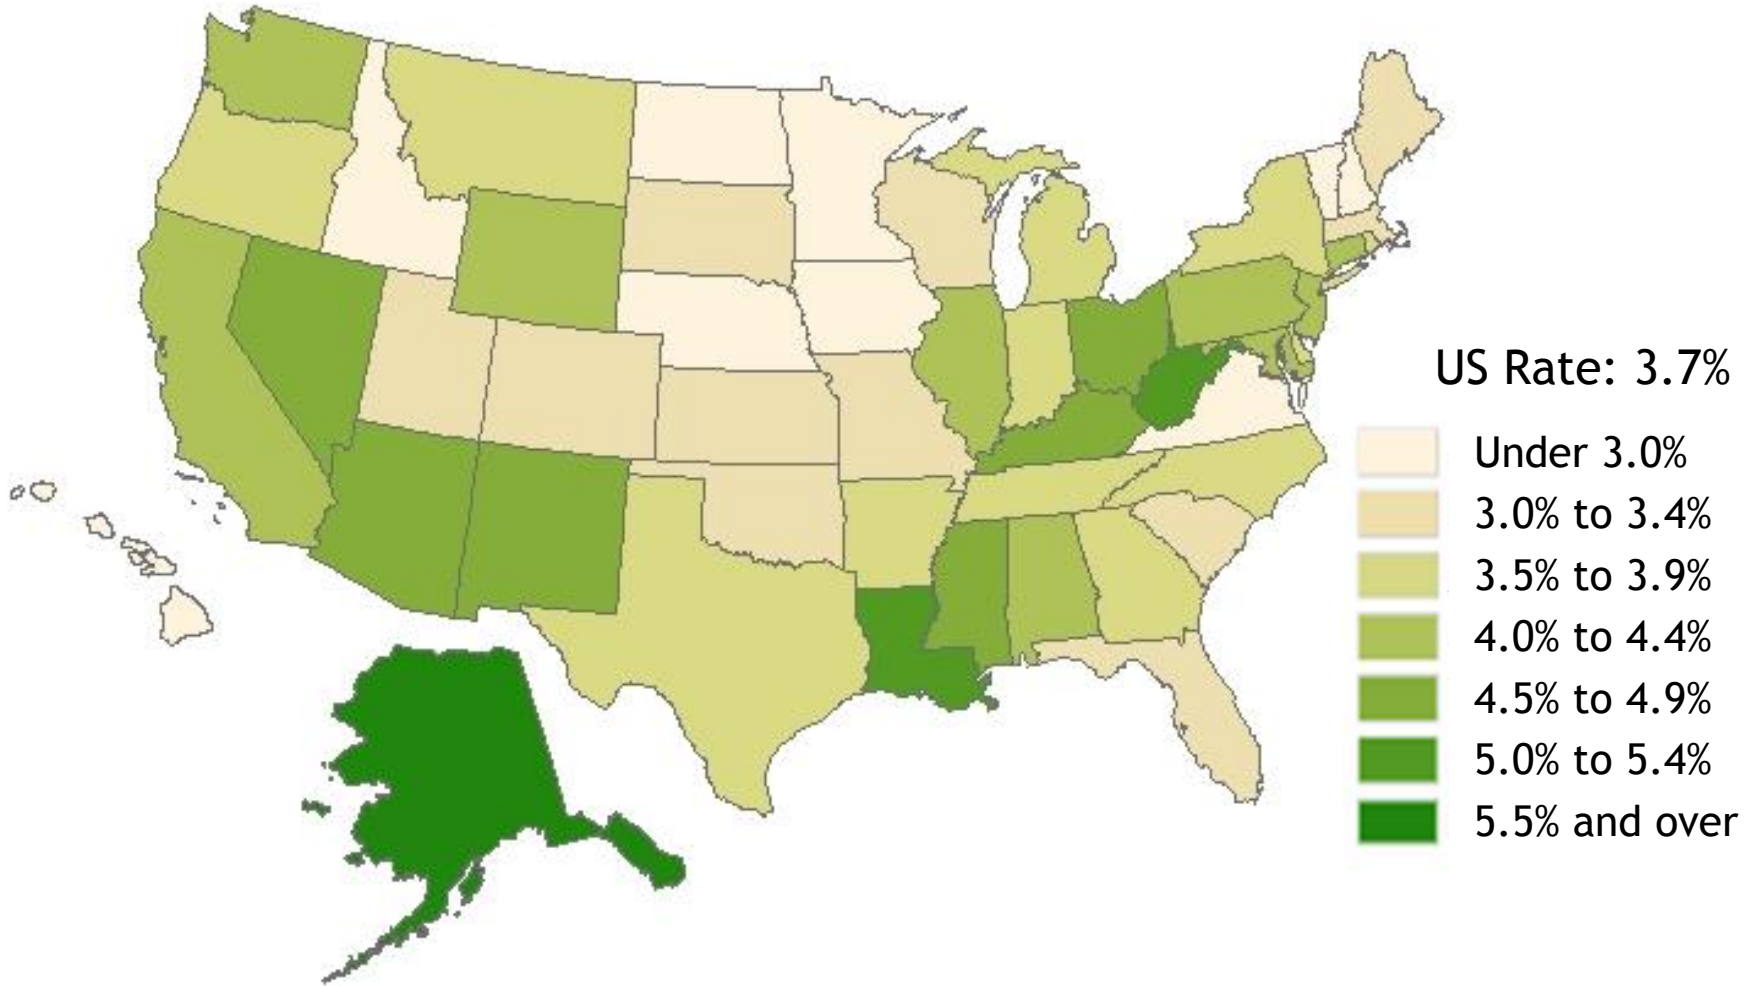 US Rate: 3.7%
Under 3.0%
3.0% to 3.4%
3.5% to 3.9%
4.0% to 4.4%
4.5% to 4.9%
5.0% to 5.4%
5.5% and over